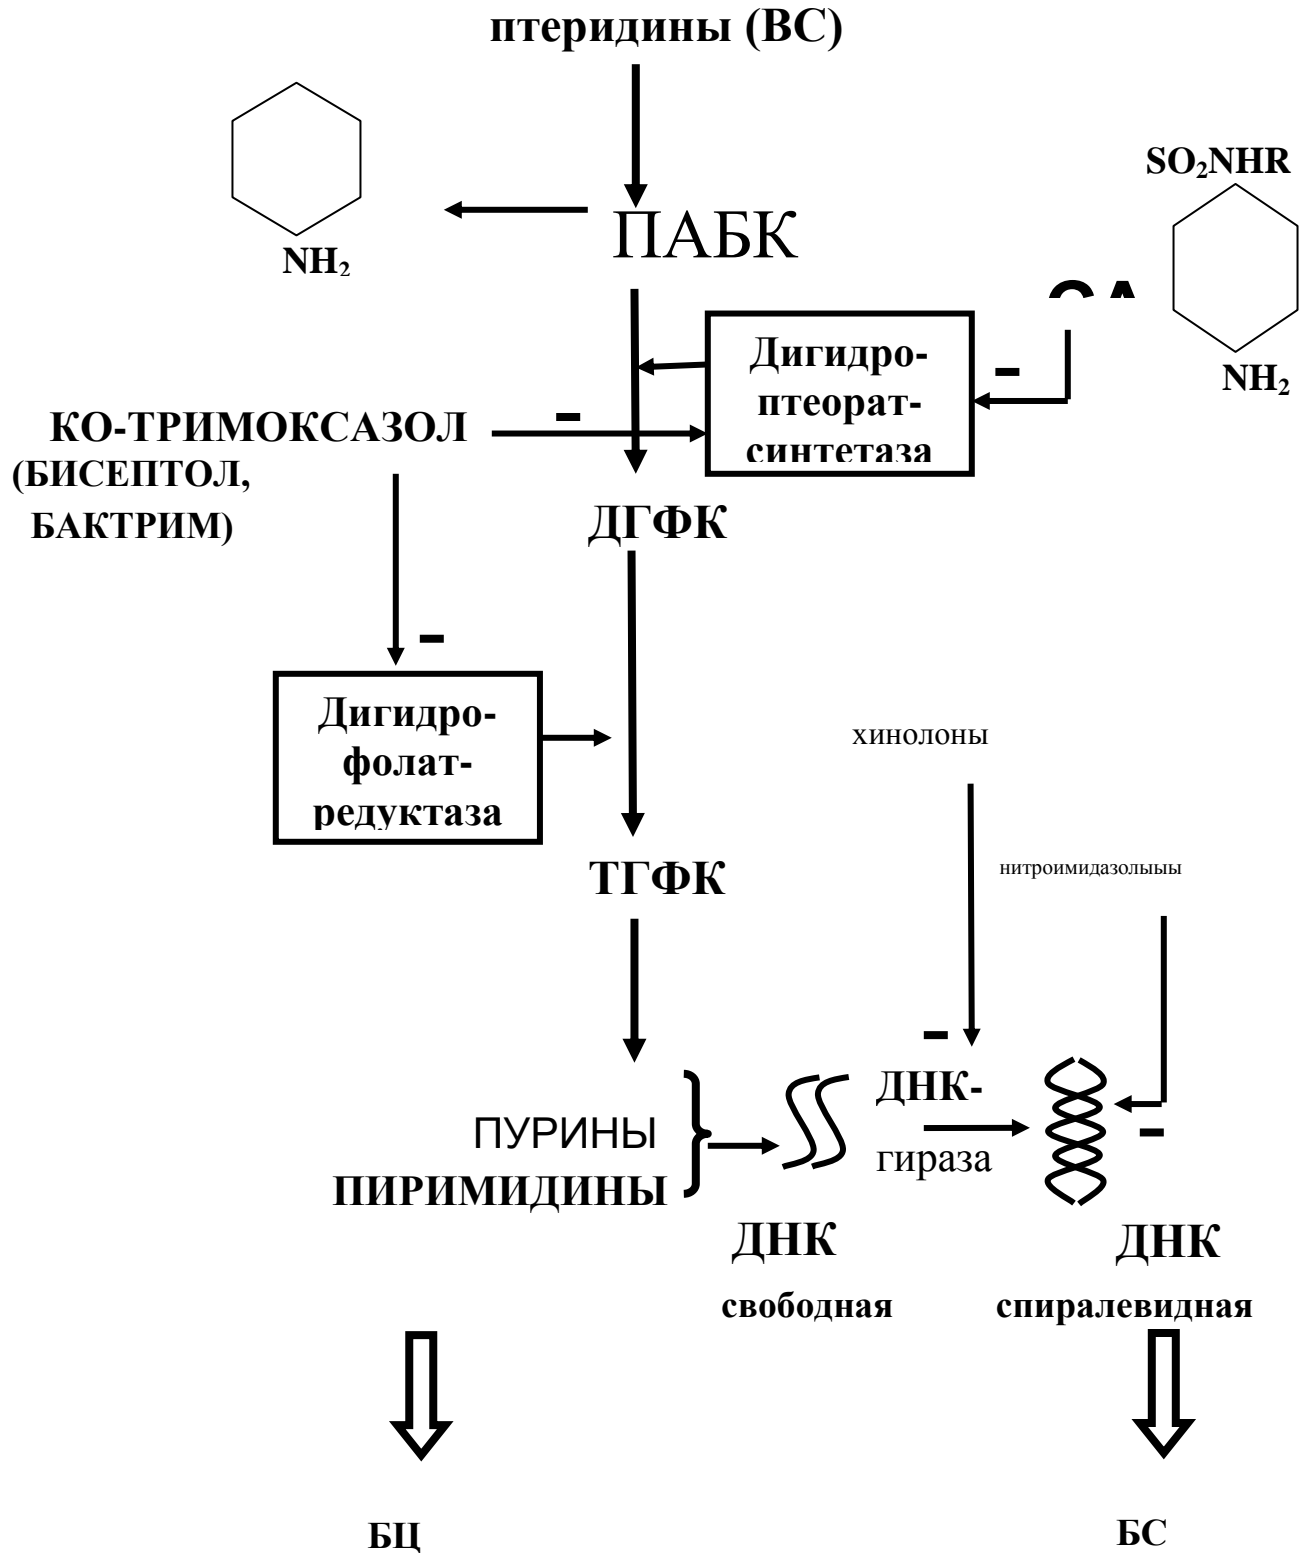 птеридины (ВС)
SO₂NHR
ПАБК
NH₂
Дигидро-
птеорат-
синтетаза
-
NH₂
КО-ТРИМОКСАЗОЛ
-
(БИСЕПТОЛ,
БАКТРИМ)
ДГФК
-
Дигидро-
фолат-
редуктаза
хинолоны
ТГФК
нитроимидазолыыы
-
ДНК-
гираза
-
ПУРИНЫ
ПИРИМИДИНЫ
ДНК
свободная
ДНК
спиралевидная
БЦ
БС